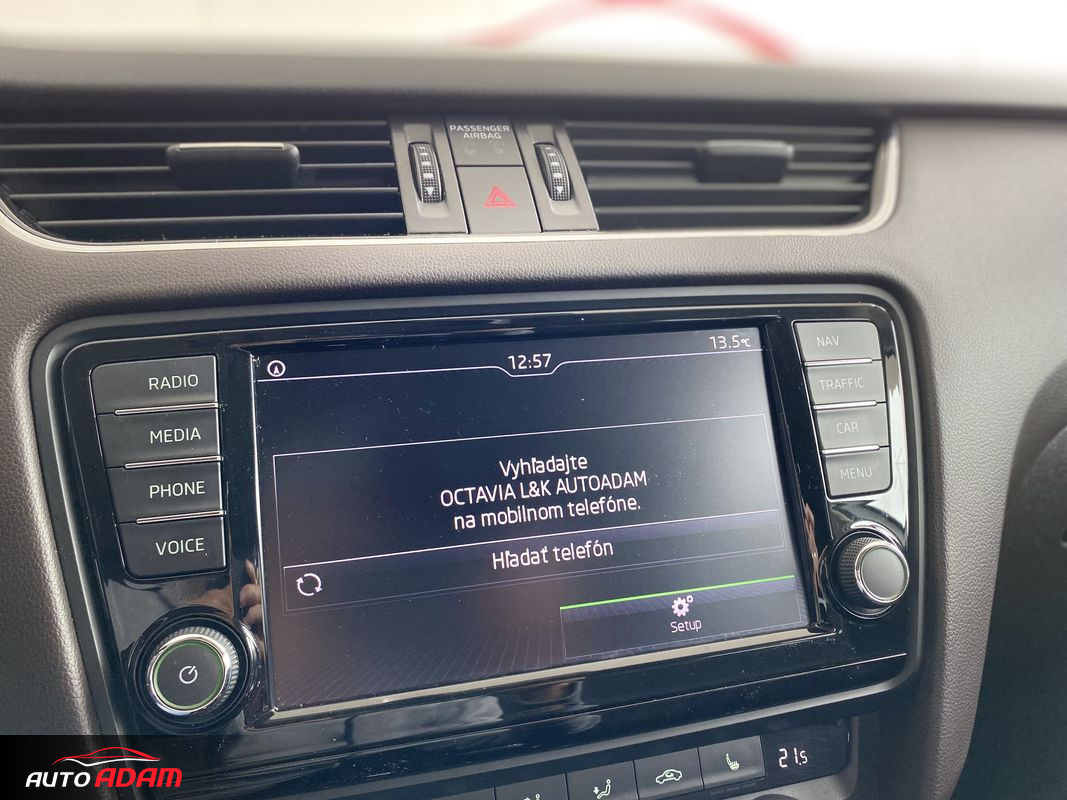 PASSENGER
AIRBAG
12:57
13.5°C
RADIO
MEDIA
PHONE
VOICE
NAV
TRAFFIC
CAR
MENU
Vyhľadajte
OCTAVIA L&K AUTOADAM
na mobilnom telefóne.
Hľadať telefón
Setup
21.5
AUTO ADAM